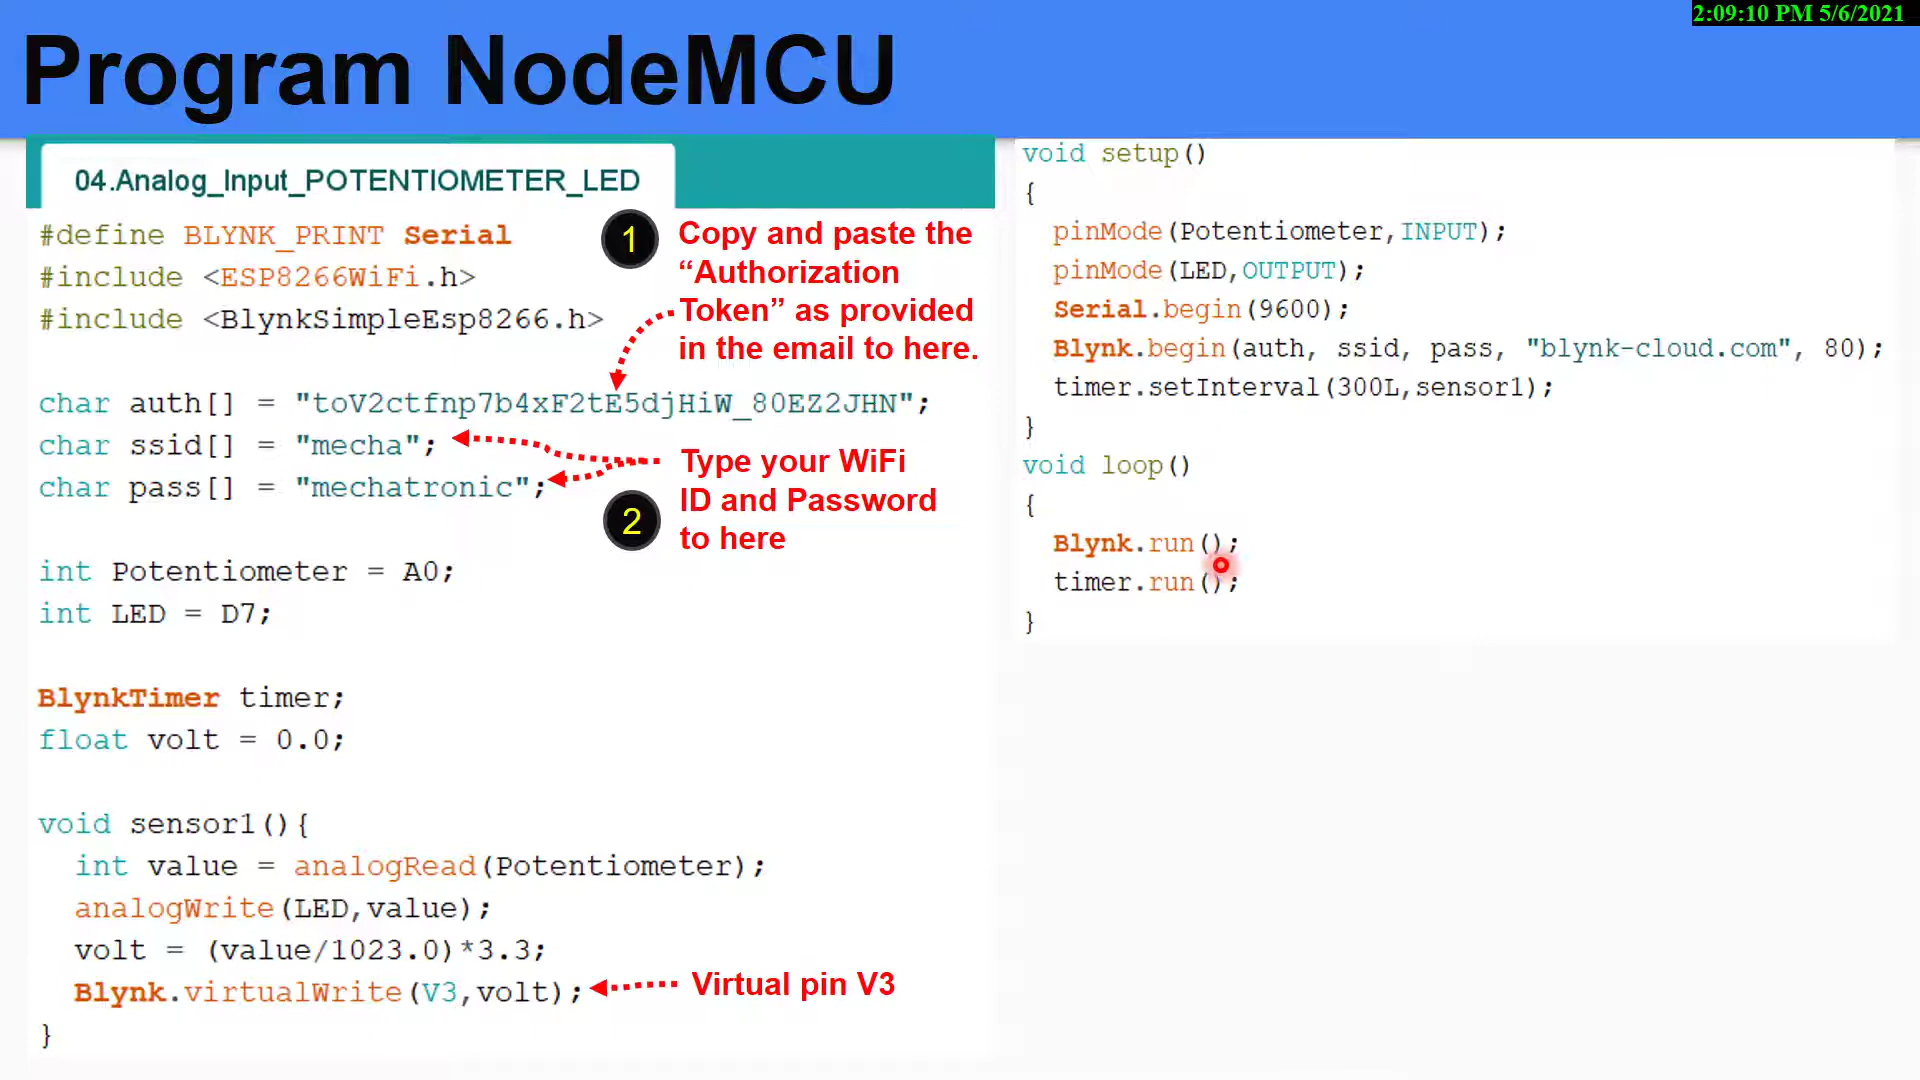 2:09:10 PM 5/6/2021
Program NodeMCU
04.Analog_Input_POTENTIOMETER_LED
#define BLYNK_PRINT Serial
#include <ESP8266WiFi.h>
#include <BlynkSimpleEsp8266.h>
1
Copy and paste the
“Authorization
Token” as provided
in the email to here.
char auth[] = "toV2ctfnp7b4xF2tE5djHiW_80EZ2JHN";
char ssid[] = "mecha";
char pass[] = "mechatronic";
2
Type your WiFi
ID and Password
to here
int Potentiometer = A0;
int LED = D7;
BlynkTimer timer;
float volt = 0.0;
void sensor1(){
int value = analogRead(Potentiometer);
analogWrite(LED,value);
volt = (value/1023.0)*3.3;
Blynk.virtualWrite(V3,volt);
Virtual pin V3
}
void setup()
{
pinMode(Potentiometer,INPUT);
pinMode(LED,OUTPUT);
Serial.begin(9600);
Blynk.begin(auth, ssid, pass, "blynk-cloud.com", 80);
timer.setInterval(300L,sensor1);
}
void loop()
{
Blynk.run();
timer.run();
}